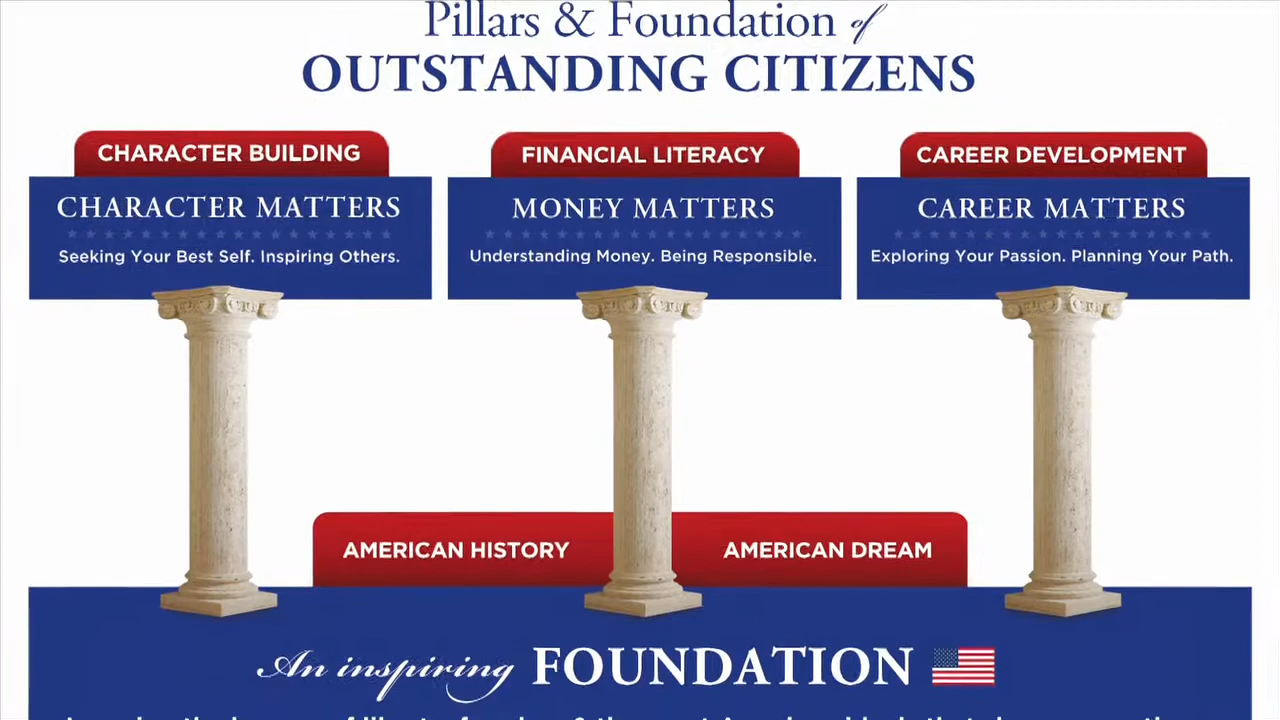 Pillars & Foundation of
OUTSTANDING CITIZENS
CHARACTER BUILDING
CHARACTER MATTERS
Seeking Your Best Self. Inspiring Others.
FINANCIAL LITERACY
MONEY MATTERS
Understanding Money. Being Responsible.
CAREER DEVELOPMENT
CAREER MATTERS
Exploring Your Passion. Planning Your Path.
AMERICAN HISTORY
AMERICAN DREAM
An inspiring FOUNDATION